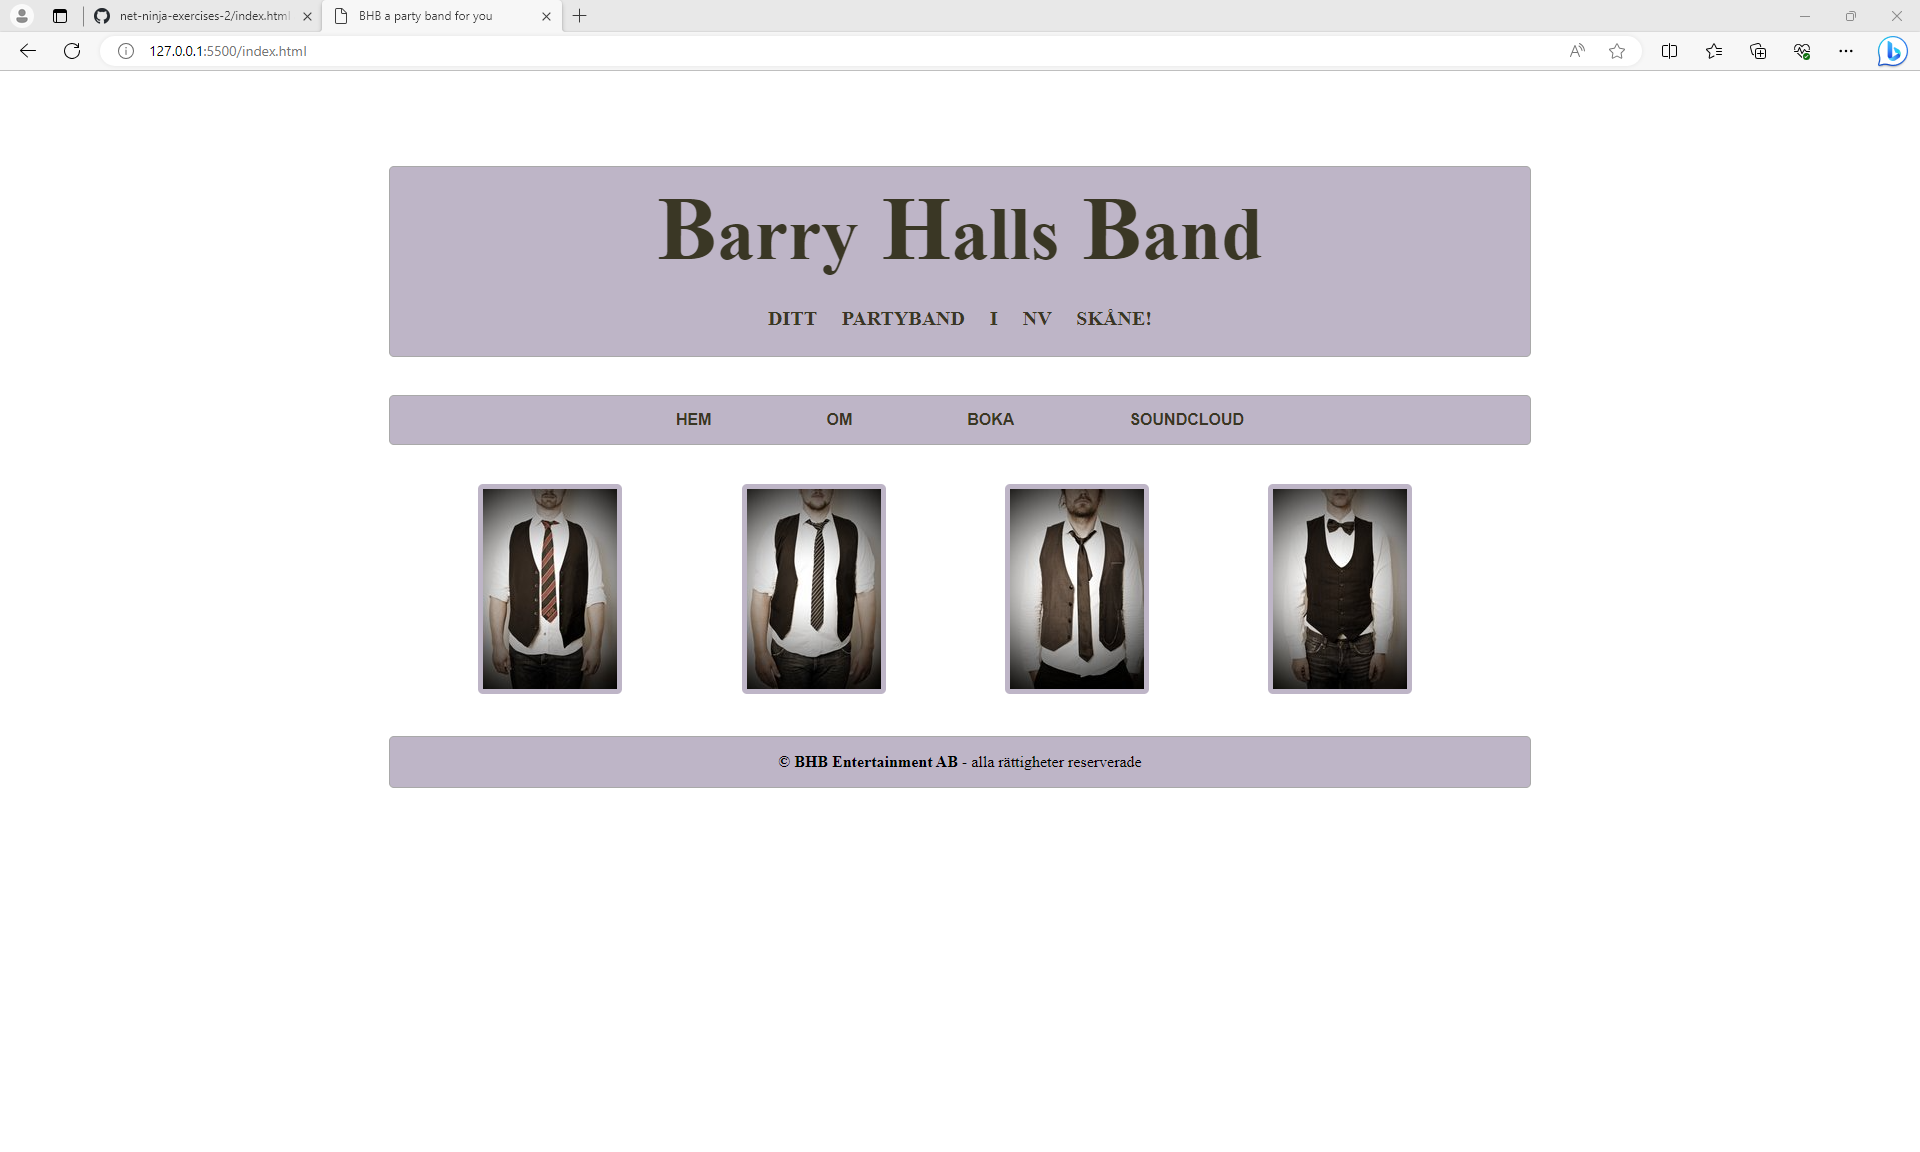 net-ninja-exercises-2/index.html
BHB a party band for you
127.0.0.1:5500/index.html
Barry Halls Band
DITT PARTYBAND I NV SKÅNE!
HEM OM BOKA SOUNDCLOUD
© BHB Entertainment AB - alla rättigheter reserverade